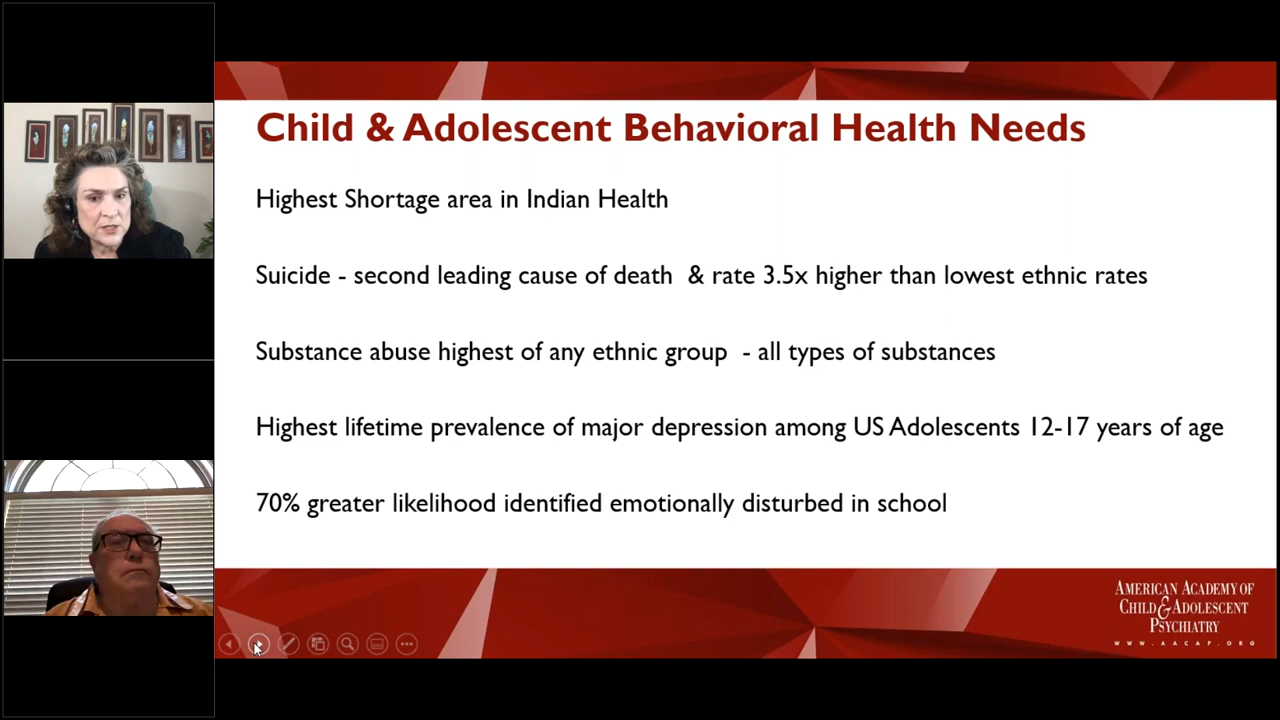 Child & Adolescent Behavioral Health Needs
Highest Shortage area in Indian Health
Suicide - second leading cause of death & rate 3.5x higher than lowest ethnic rates
Substance abuse highest of any ethnic group - all types of substances
Highest lifetime prevalence of major depression among US Adolescents 12-17 years of age
70% greater likelihood identified emotionally disturbed in school
AMERICAN ACADEMY OF
CHILD & ADOLESCENT
PSYCHIATRY
WWW.AACAP.ORG